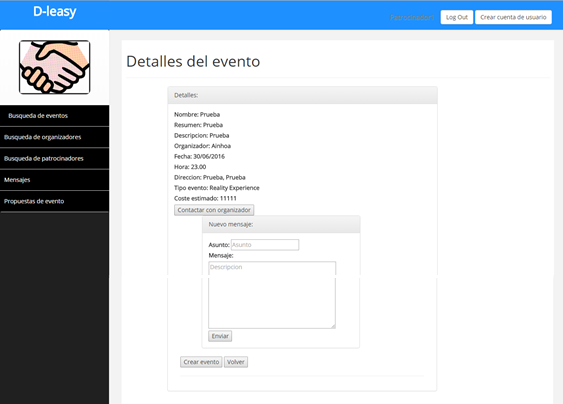 D-leasy
Log Out
Crear cuenta de usuario
Busqueda de eventos
Busqueda de organizadores
Busqueda de patrocinadores
Mensajes
Propuestas de evento
Detalles del evento
Detalles:
Nombre: Prueba
Resumen: Prueba
Descripcion: Prueba
Organizador: Ainhoa
Fecha: 30/06/2016
Hora: 23.00
Direccion: Prueba, Prueba
Tipo evento: Reality Experience
Coste estimado: 11111
Contactar con organizador
Nuevo mensaje:
Asunto: Asunto
Mensaje:
Descripcion
Enviar
Crear evento Volver